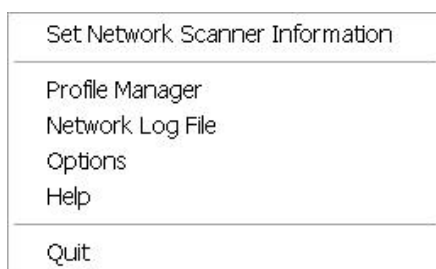 Set Network Scanner Information
Profile Manager
Network Log File
Options
Help
Quit